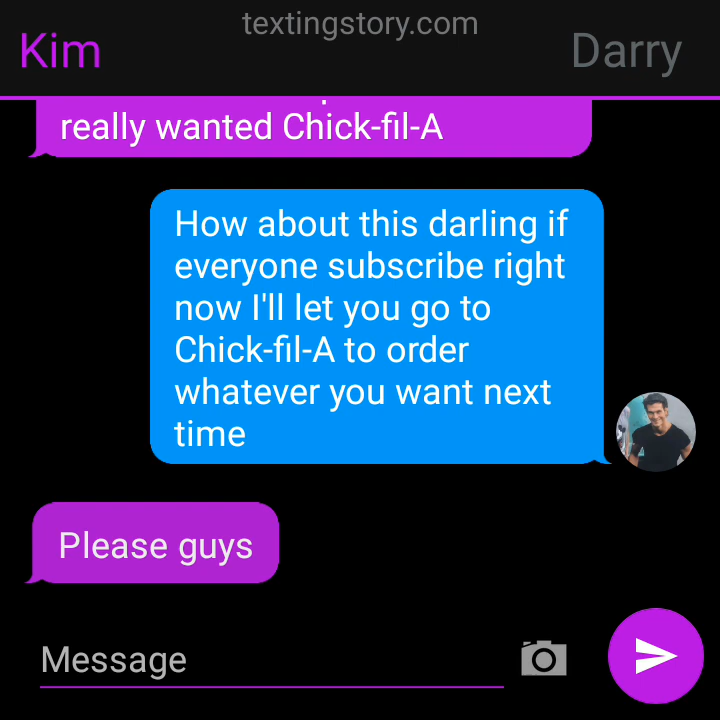 textingstory.com
Kim
Darry
really wanted Chick-fil-A
How about this darling if
everyone subscribe right
now I'll let you go to
Chick-fil-A to order
whatever you want next
time
Please guys
Message